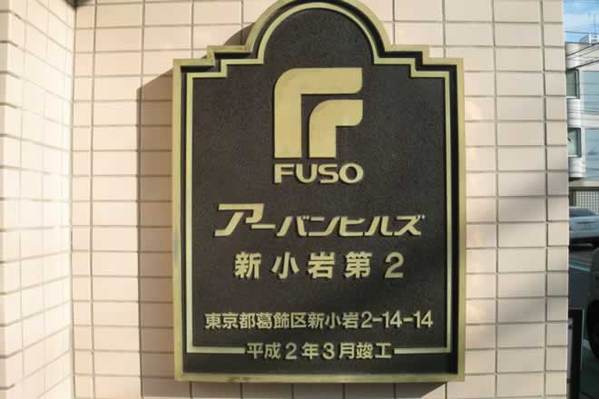 FUSO
アーバンヒルズ
新小岩第2
東京都葛飾区新小岩2-14-14
平成2年3月竣工